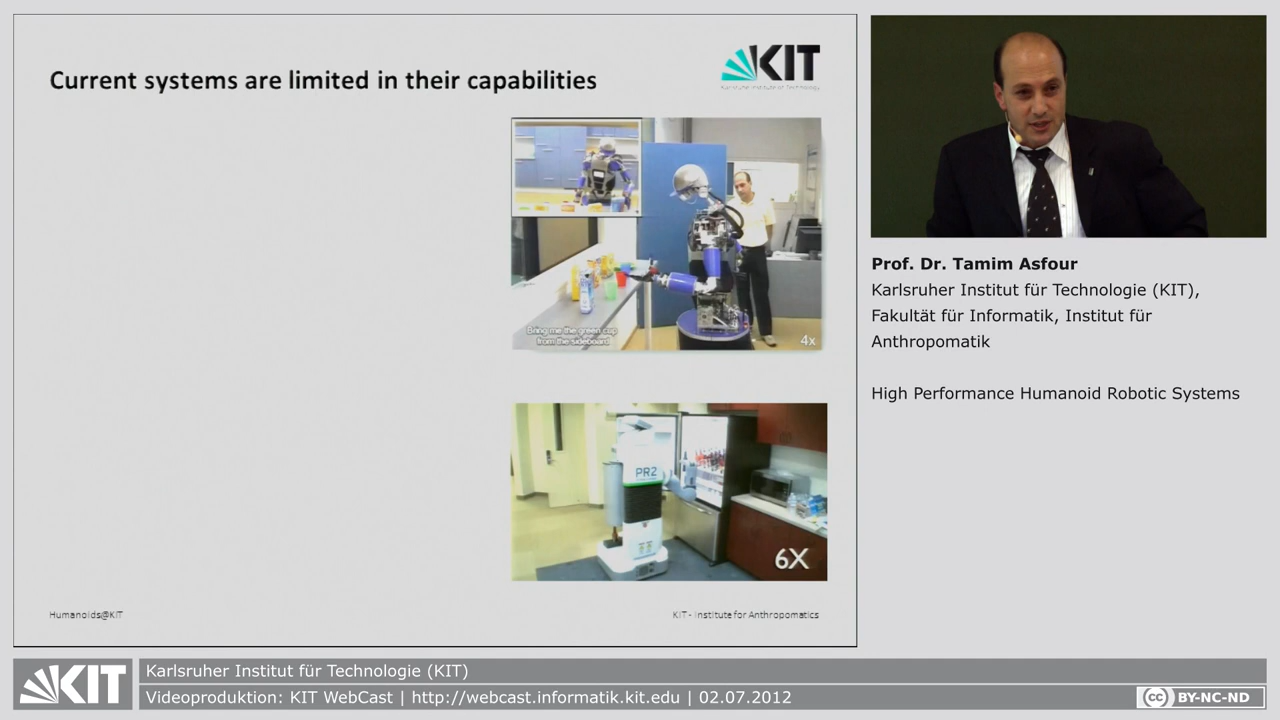 Current systems are limited in their capabilities
KIT
Karlsruhe Institute of Technology
Bring me the green cup
from the sideboard
4x
PR2
6X
Humanoids@KIT
KIT - Institute for Anthropomatics
Prof. Dr. Tamim Asfour
Karlsruher Institut für Technologie (KIT),
Fakultät für Informatik, Institut für
Anthropomatik
High Performance Humanoid Robotic Systems
KIT
Karlsruher Institut für Technologie (KIT)
Videoproduktion: KIT WebCast | http://webcast.informatik.kit.edu | 02.07.2012
cc BY-NC-ND